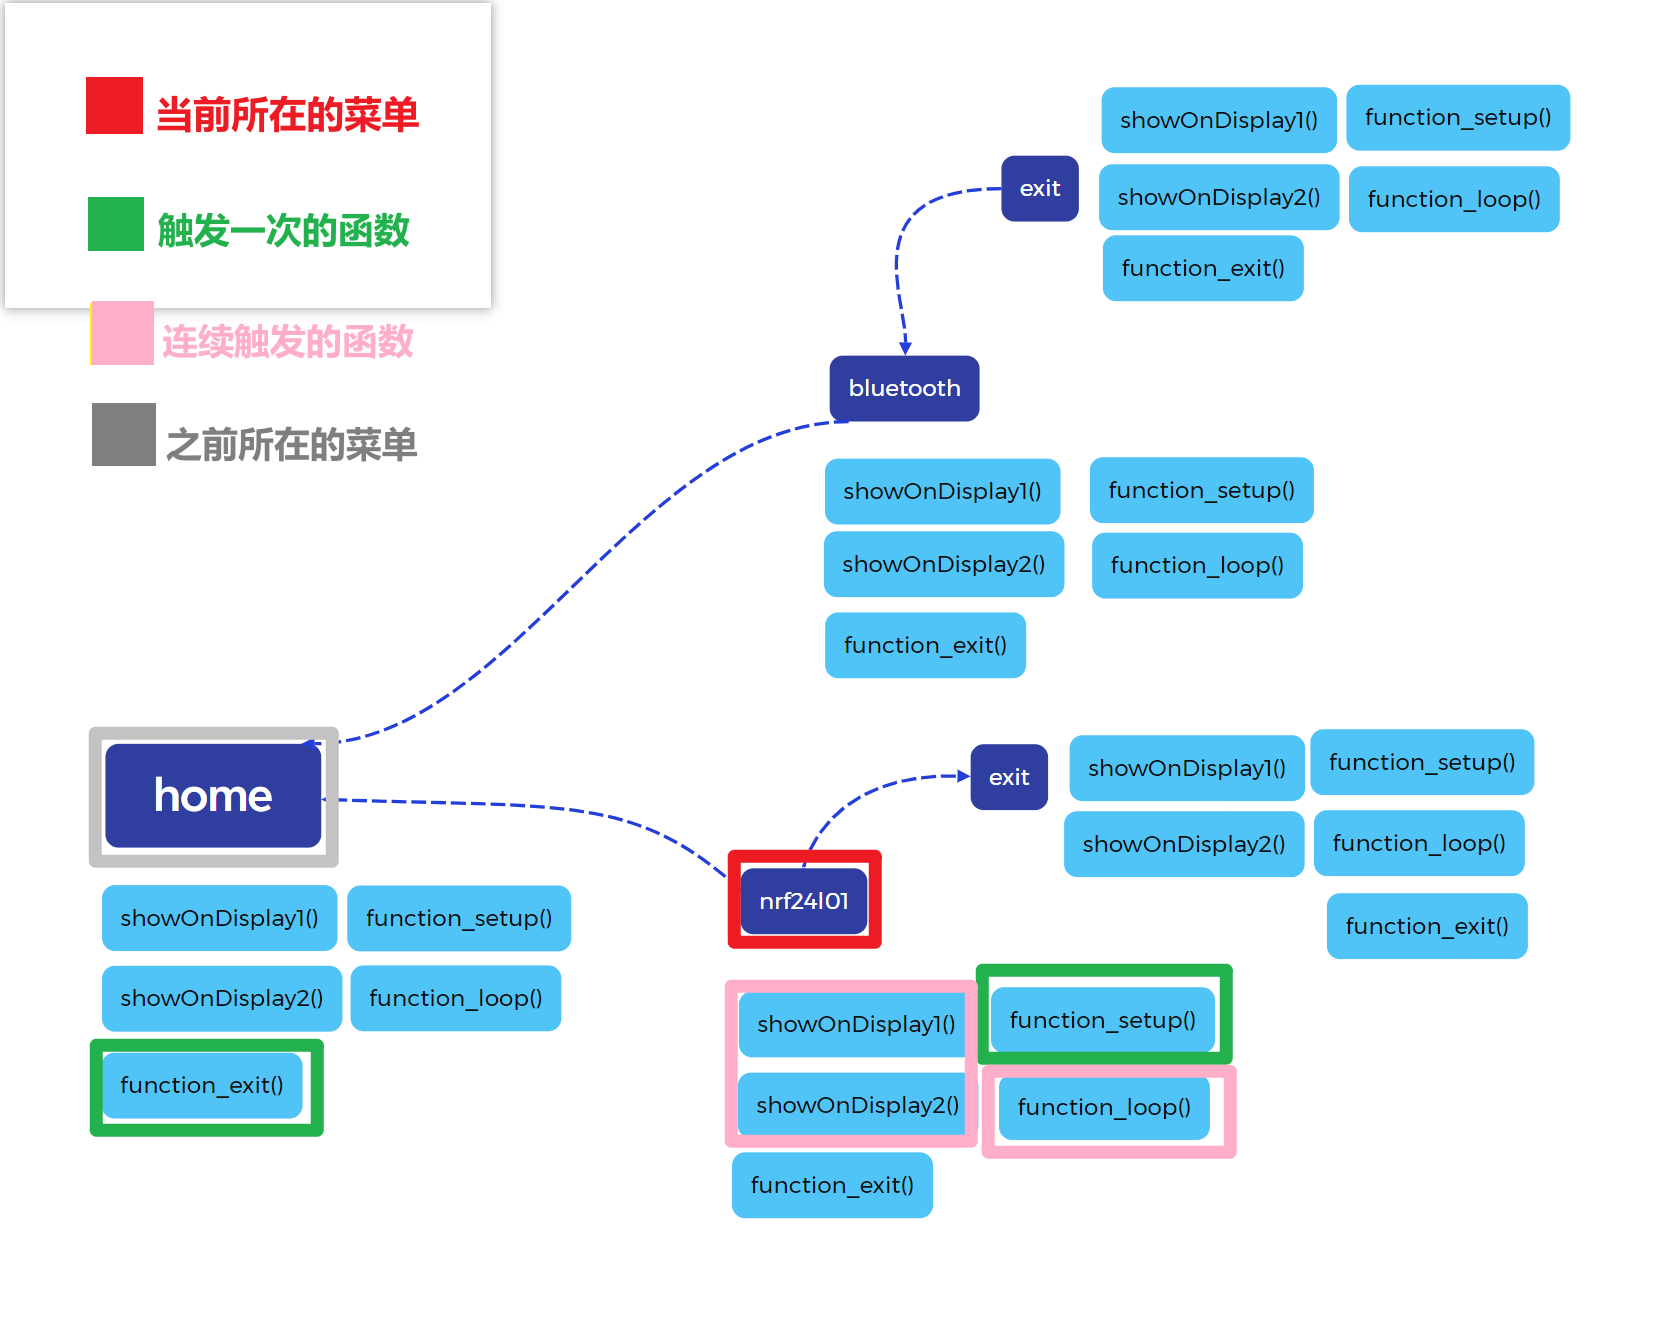 当前所在的菜单
触发一次的函数
连续触发的函数
之前所在的菜单
showOnDisplay1()
function_setup()
exit
showOnDisplay2()
function_loop()
function_exit()
bluetooth
showOnDisplay1()
function_setup()
showOnDisplay2()
function_loop()
function_exit()
home
showOnDisplay1()
function_setup()
showOnDisplay2()
function_loop()
function_exit()
exit
showOnDisplay1()
function_setup()
showOnDisplay2()
function_loop()
function_exit()
nrf24l01
showOnDisplay1()
function_setup()
showOnDisplay2()
function_loop()
function_exit()